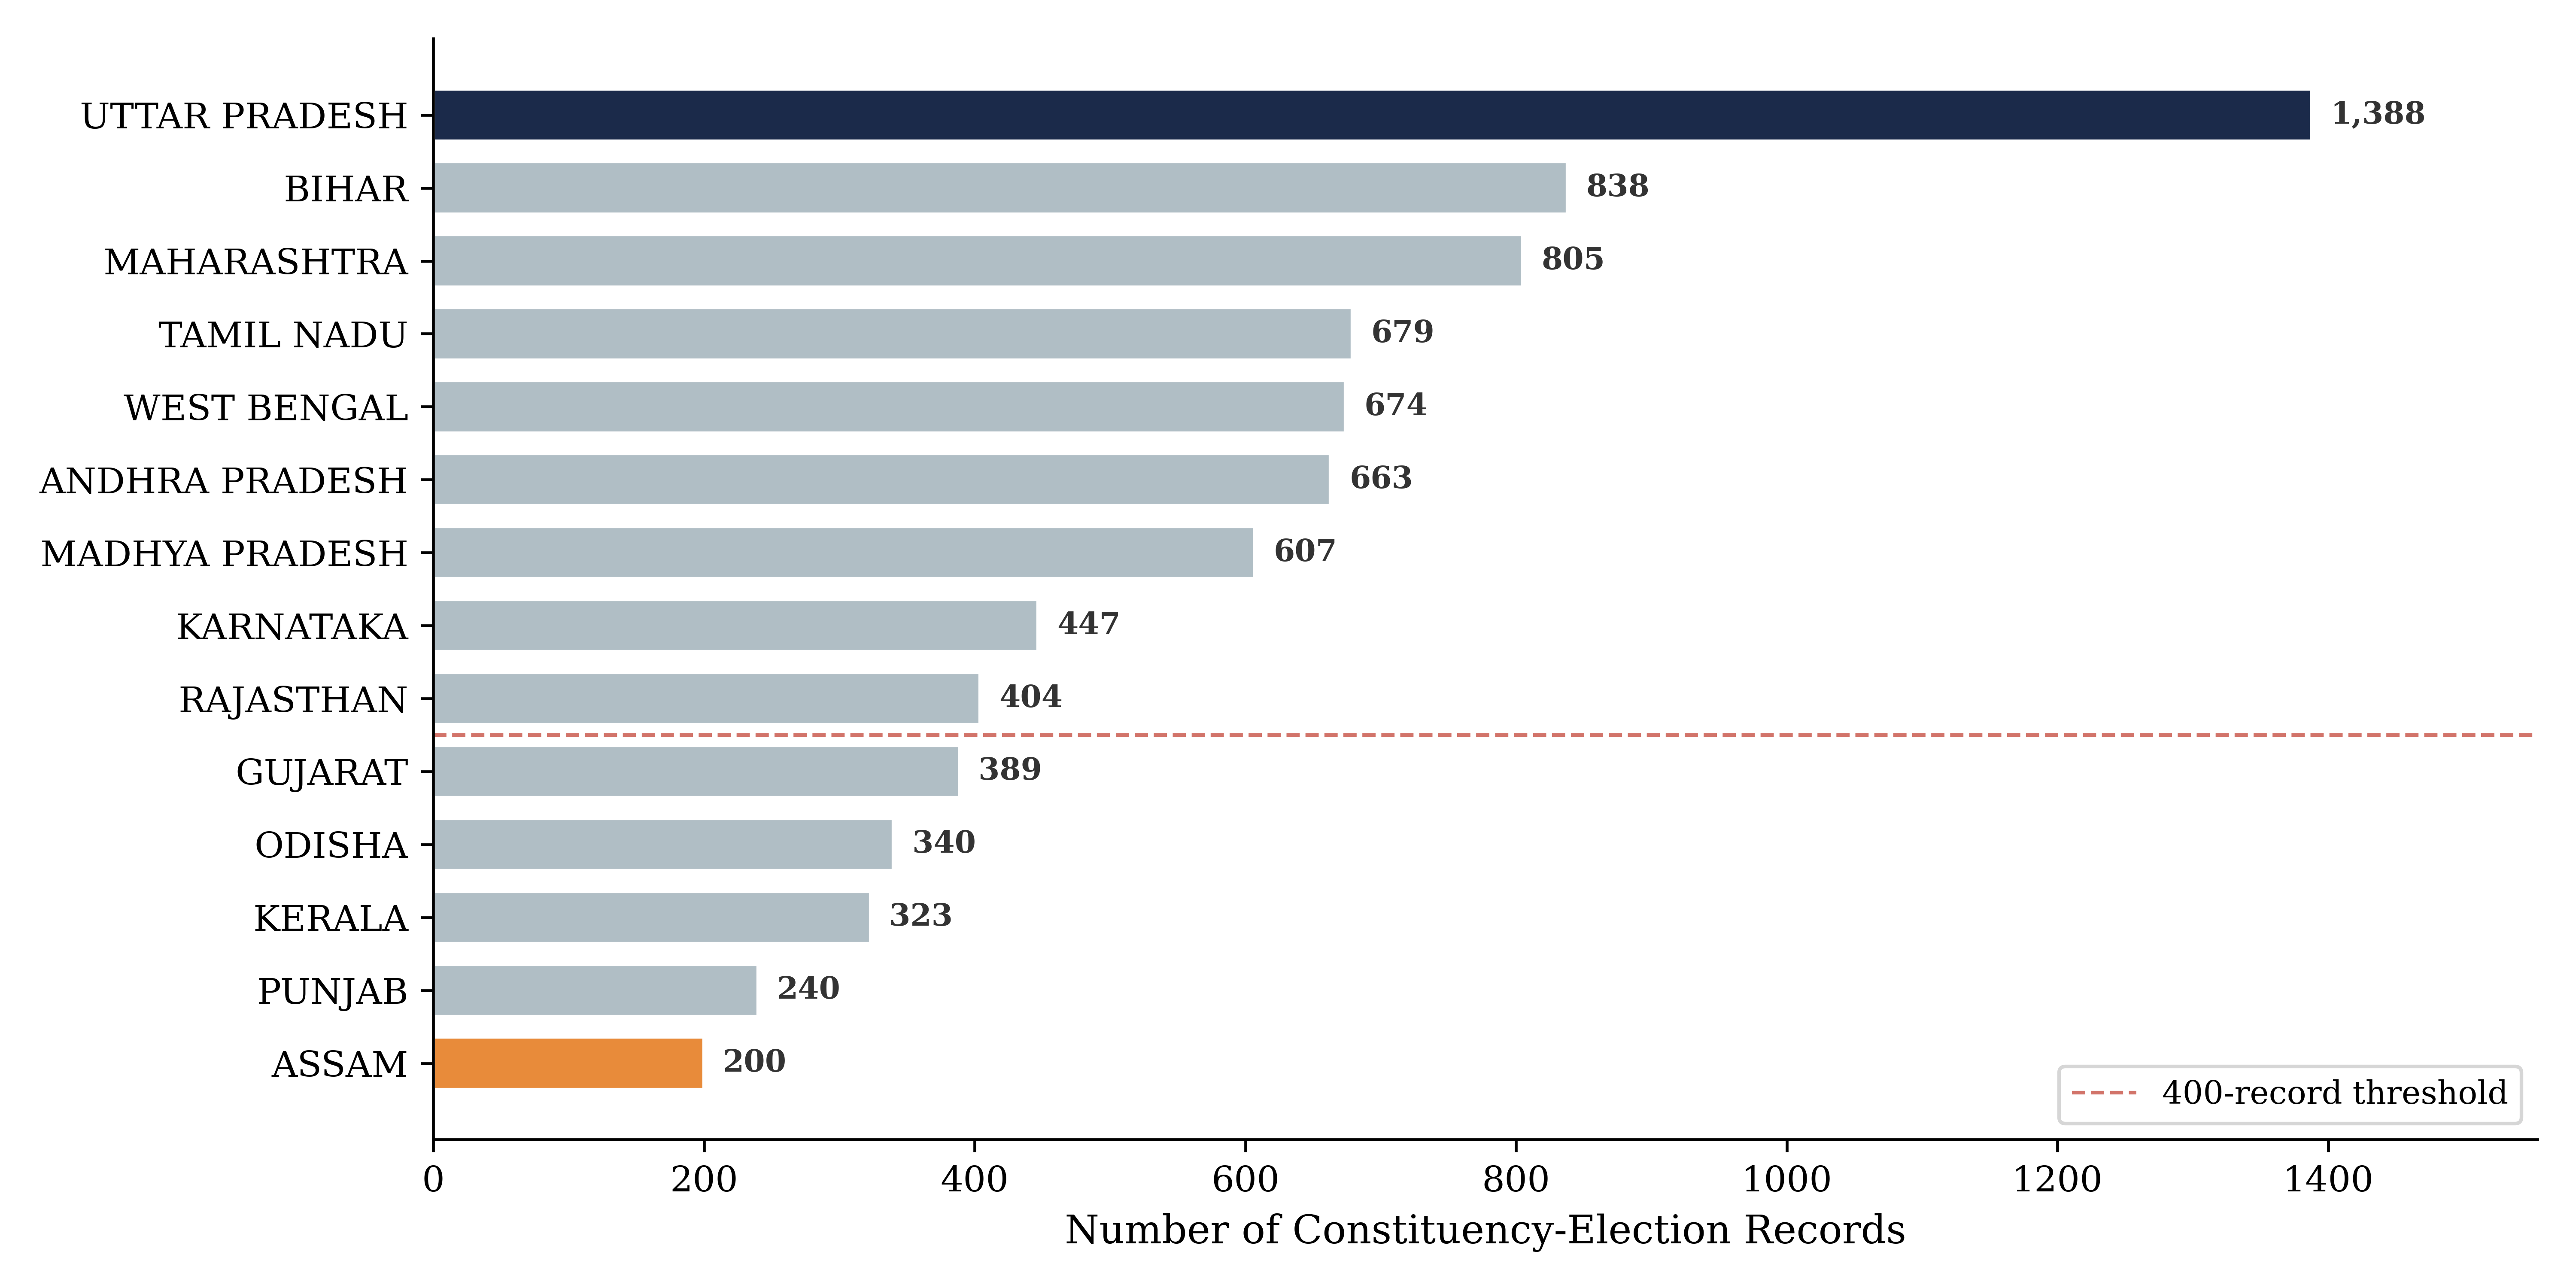 UTTAR PRADESH 1,388
BIHAR 838
MAHARASHTRA 805
TAMIL NADU 679
WEST BENGAL 674
ANDHRA PRADESH 663
MADHYA PRADESH 607
KARNATAKA 447
RAJASTHAN 404
GUJARAT 389
ODISHA 340
KERALA 323
PUNJAB 240
ASSAM 200
400-record threshold
0 200 400 600 800 1000 1200 1400
Number of Constituency-Election Records